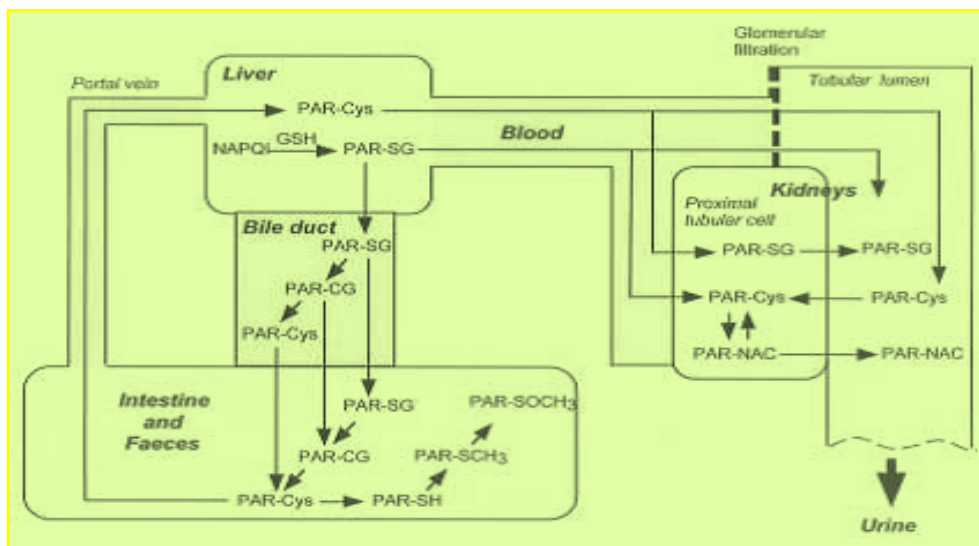 Glomerular
filtration
Portal vein
Liver
Tubular lumen
PAR-Cys
Blood
NAPQI
GSH
PAR-SG
Kidneys
Proximal
tubular cell
Bile duct
PAR-SG
PAR-SG
PAR-SG
PAR-CG
PAR-Cys
PAR-Cys
PAR-Cys
PAR-NAC
PAR-NAC
Intestine
and
Faeces
PAR-SG
PAR-SOCH3
PAR-CG
PAR-SCH3
PAR-Cys
PAR-SH
Urine